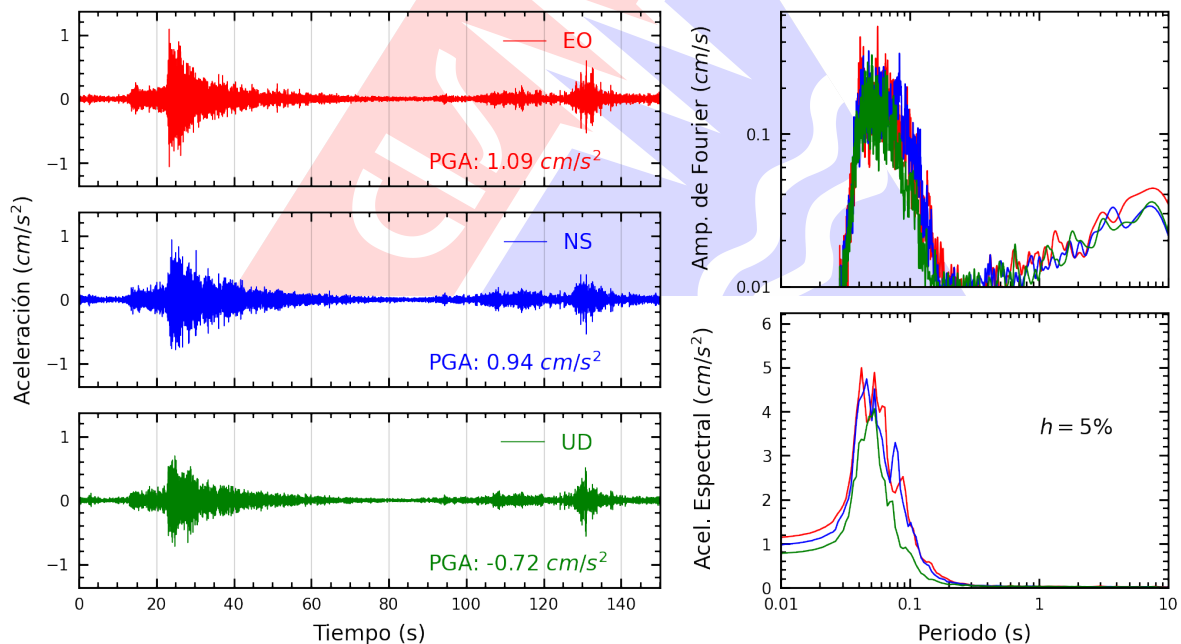 Aceleración (cm/s²)
1
0
−1
EO
PGA: 1.09 cm/s²
1
0
−1
NS
PGA: 0.94 cm/s²
1
0
−1
UD
PGA: -0.72 cm/s²
0 20 40 60 80 100 120 140
Tiempo (s)
Amp. de Fourier (cm/s)
0.1
0.01
Acel. Espectral (cm/s²)
6
5
4
3
2
1
0
h = 5%
0.01 0.1 1 10
Periodo (s)